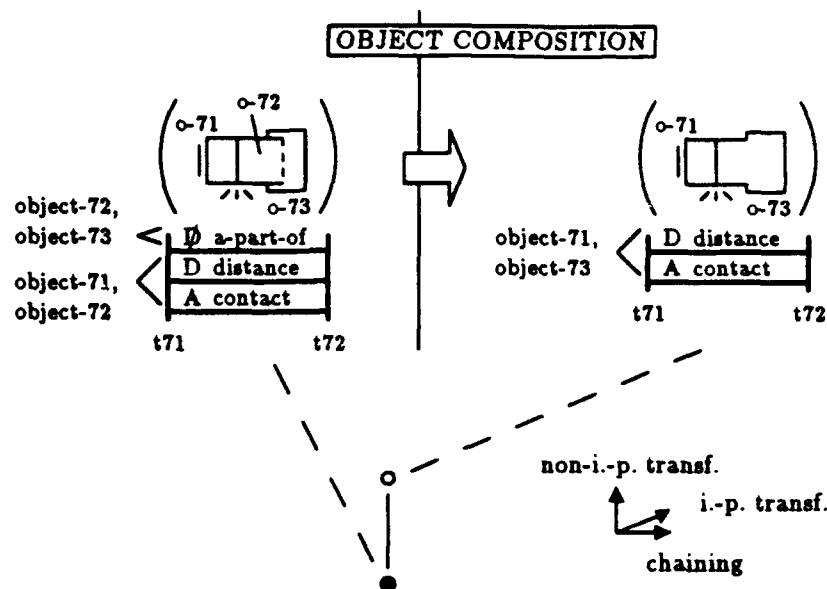 OBJECT COMPOSITION
o-72
o-71
o-73
object-72,
object-73
D̸ a-part-of
D distance
object-71,
object-72
A contact
t71 t72
o-71
o-73
object-71,
object-73
D distance
A contact
t71 t72
non-i.-p. transf.
i.-p. transf.
chaining